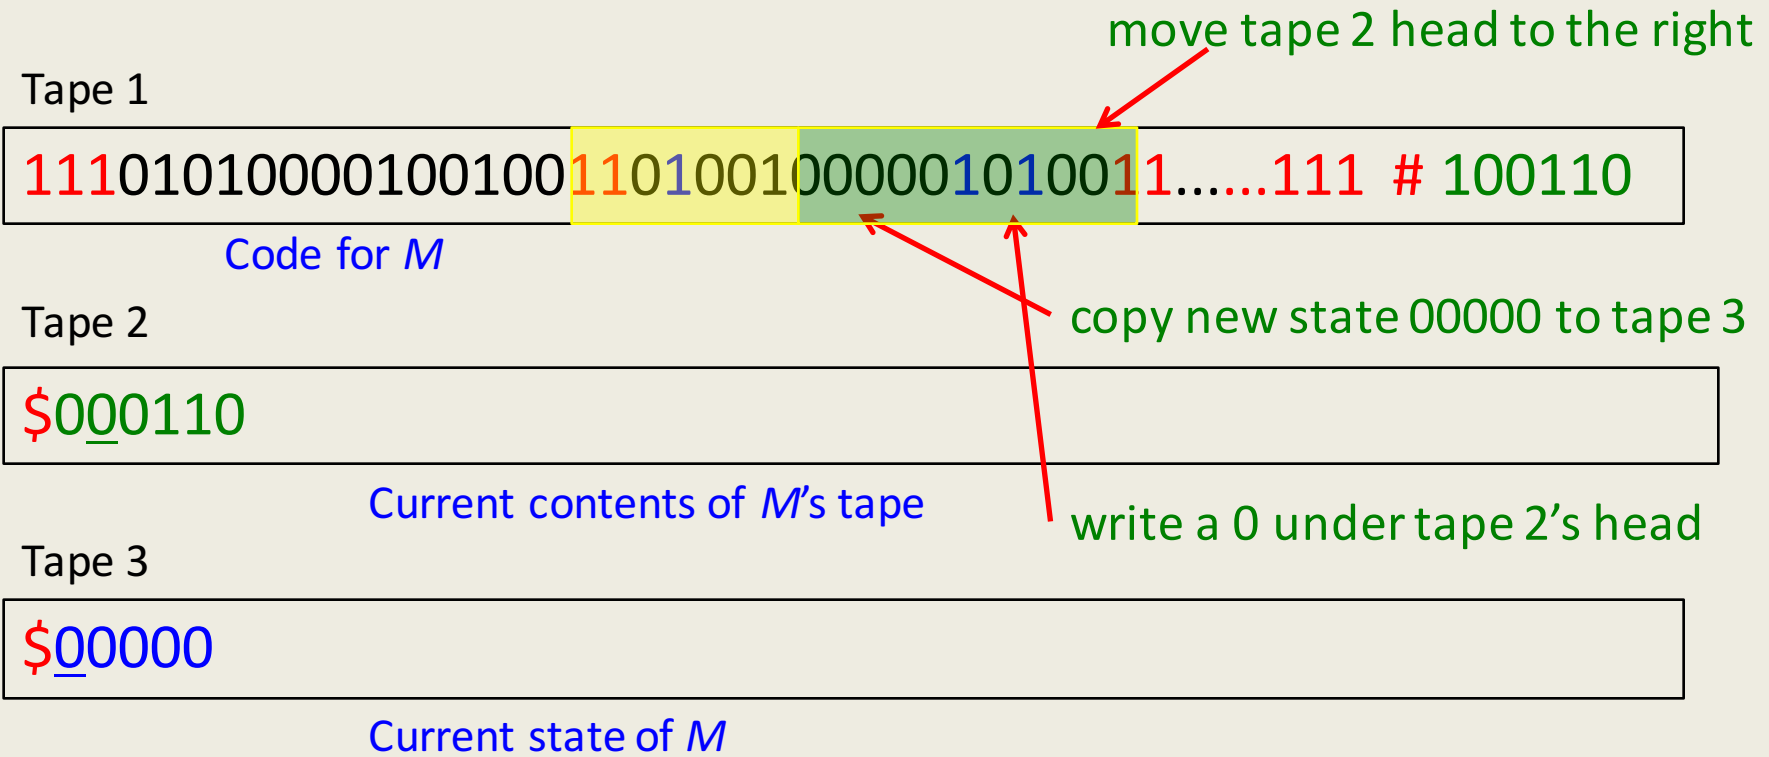 move tape 2 head to the right
Tape 1
111010100001001001101001000001010011......111 # 100110
Code for M
copy new state 00000 to tape 3
Tape 2
$000110
Current contents of M’s tape
write a 0 under tape 2’s head
Tape 3
$00000
Current state of M